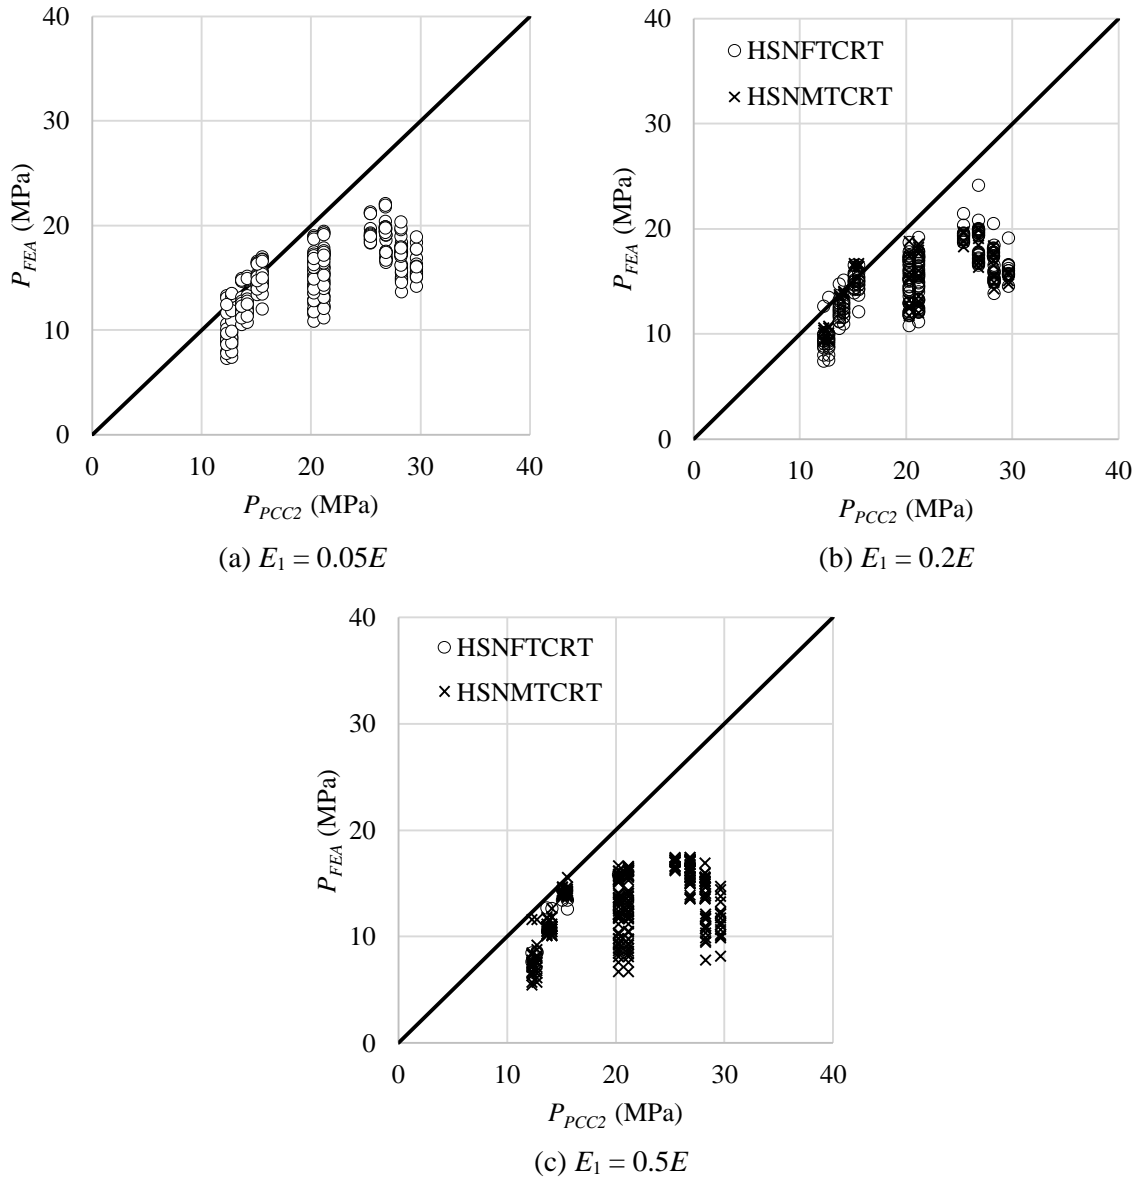 40
30
20
10
0
P_FEA (MPa)
0 10 20 30 40
P_PCC2 (MPa)
(a) E₁ = 0.05E
HSNFTCRT
HSNMTCRT
40
30
20
10
0
P_FEA (MPa)
0 10 20 30 40
P_PCC2 (MPa)
(b) E₁ = 0.2E
HSNFTCRT
HSNMTCRT
40
30
20
10
0
P_FEA (MPa)
0 10 20 30 40
P_PCC2 (MPa)
(c) E₁ = 0.5E